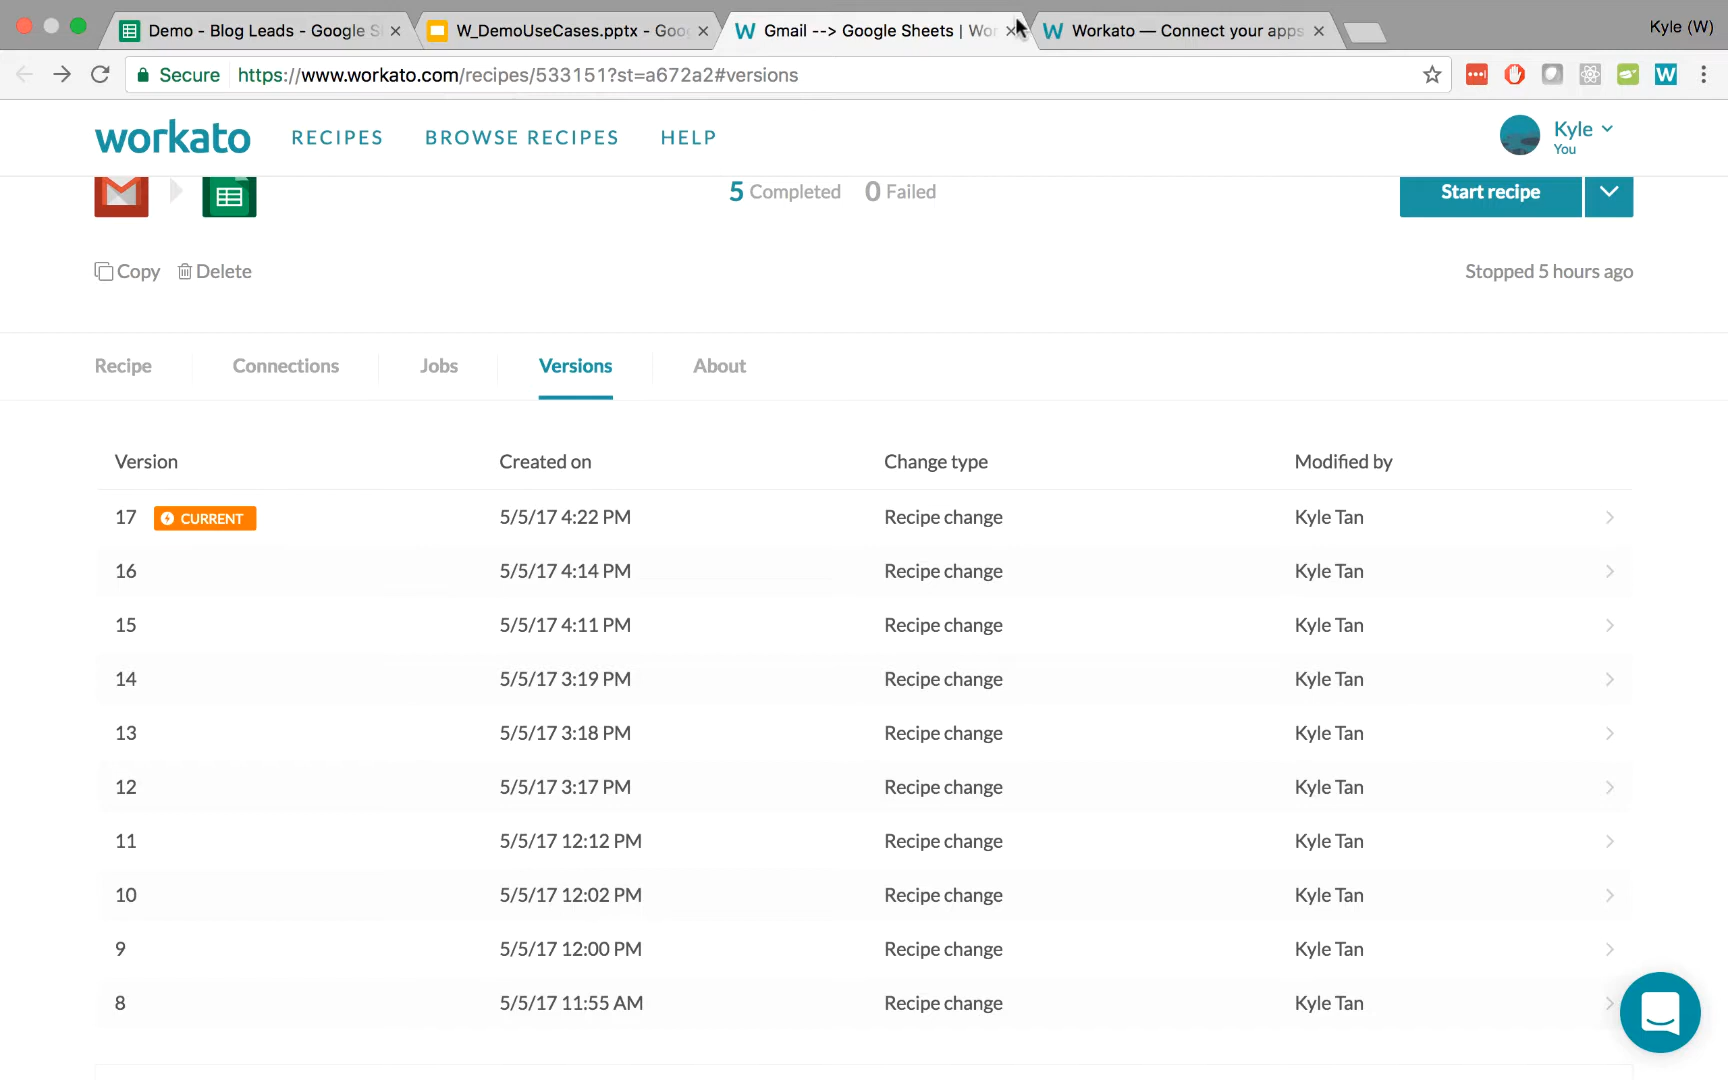 Demo - Blog Leads - Google S
W_DemoUseCases.pptx - Goog
Gmail --> Google Sheets | Wor
Workato — Connect your apps
Kyle (W)
Secure https://www.workato.com/recipes/533151?st=a672a2#versions
workato RECIPES BROWSE RECIPES HELP Kyle
You
5 Completed 0 Failed Start recipe
Copy Delete Stopped 5 hours ago
Recipe Connections Jobs Versions About
Version Created on Change type Modified by
17 CURRENT 5/5/17 4:22 PM Recipe change Kyle Tan
16 5/5/17 4:14 PM Recipe change Kyle Tan
15 5/5/17 4:11 PM Recipe change Kyle Tan
14 5/5/17 3:19 PM Recipe change Kyle Tan
13 5/5/17 3:18 PM Recipe change Kyle Tan
12 5/5/17 3:17 PM Recipe change Kyle Tan
11 5/5/17 12:12 PM Recipe change Kyle Tan
10 5/5/17 12:02 PM Recipe change Kyle Tan
9 5/5/17 12:00 PM Recipe change Kyle Tan
8 5/5/17 11:55 AM Recipe change Kyle Tan